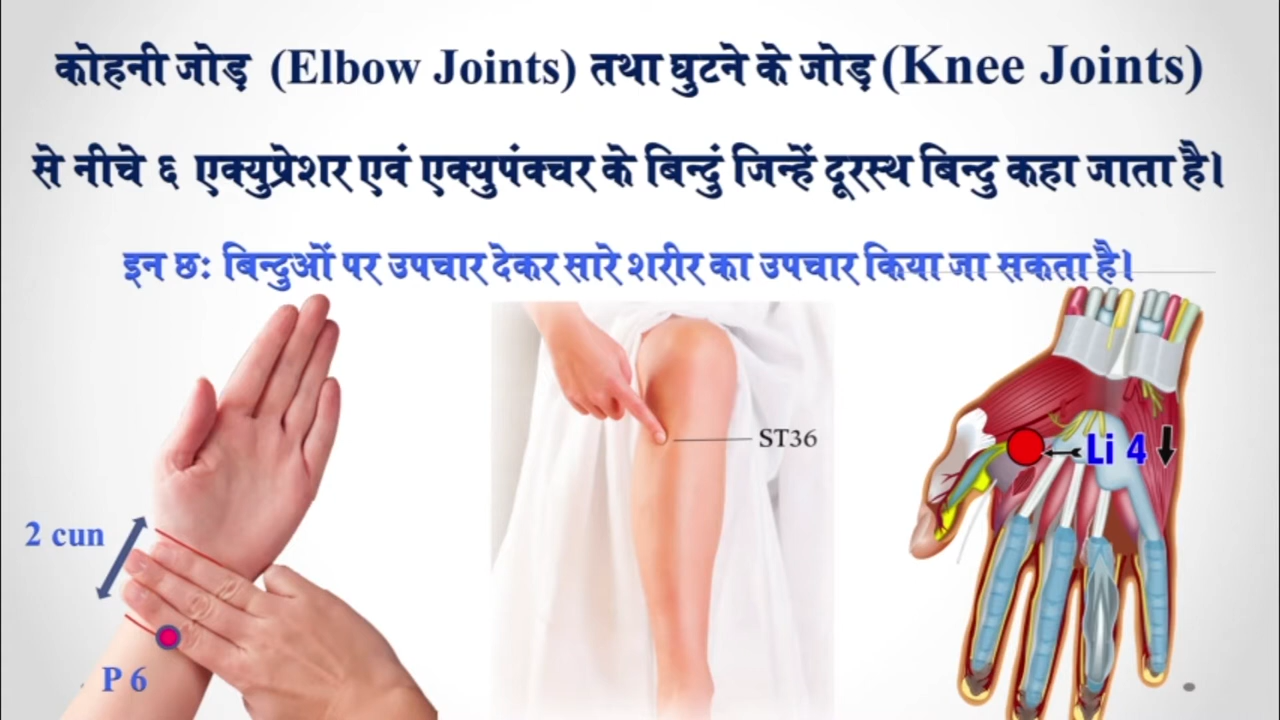 कोहनी जोड़ (Elbow Joints) तथा घुटने के जोड़ (Knee Joints)
से नीचे ६ एक्युप्रेशर एवं एक्युपंक्चर के बिन्दुं जिन्हें दूरस्थ बिन्दु कहा जाता है।
इन छः बिन्दुओं पर उपचार देकर सारे शरीर का उपचार किया जा सकता है।
ST36
Li 4
2 cun
P 6